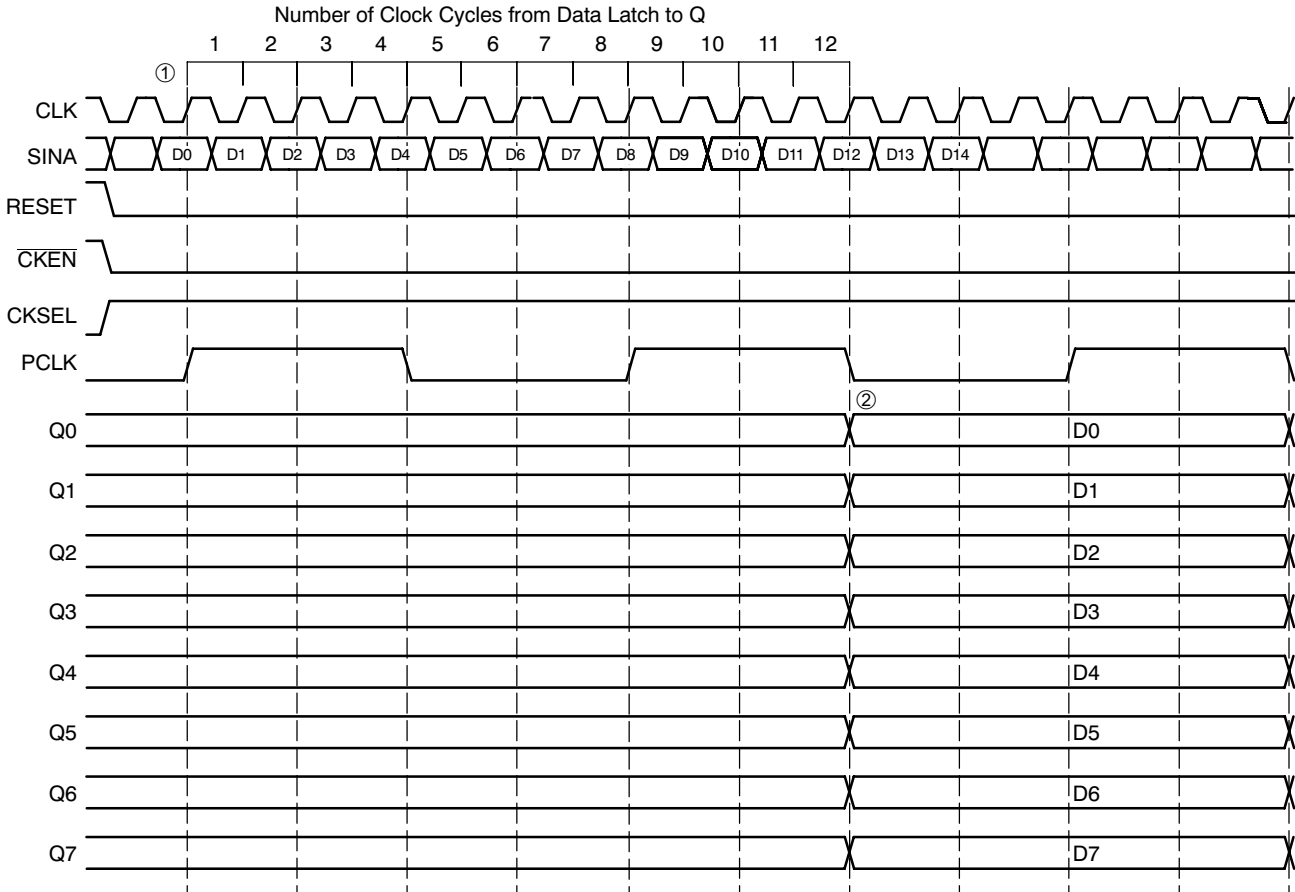 Number of Clock Cycles from Data Latch to Q
1 2 3 4 5 6 7 8 9 10 11 12
①
CLK
SINA D0 D1 D2 D3 D4 D5 D6 D7 D8 D9 D10 D11 D12 D13 D14
RESET
CKEN
CKSEL
PCLK
②
Q0 D0
Q1 D1
Q2 D2
Q3 D3
Q4 D4
Q5 D5
Q6 D6
Q7 D7